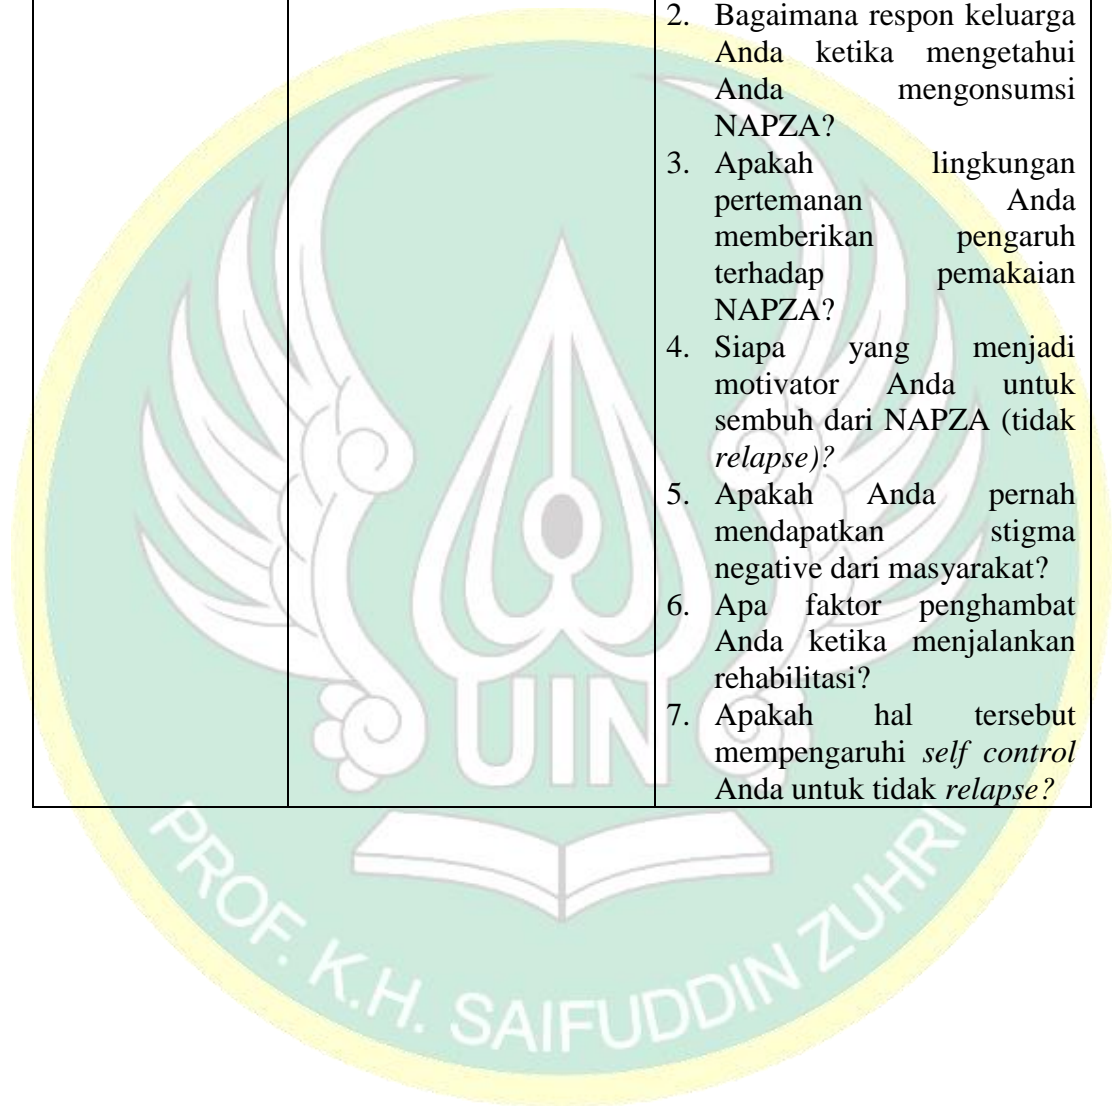 2. Bagaimana respon keluarga
Anda ketika mengetahui
Anda mengonsumsi
NAPZA?
3. Apakah lingkungan
pertemanan Anda
memberikan pengaruh
terhadap pemakaian
NAPZA?
4. Siapa yang menjadi
motivator Anda untuk
sembuh dari NAPZA (tidak
relapse)?
5. Apakah Anda pernah
mendapatkan stigma
negative dari masyarakat?
6. Apa faktor penghambat
Anda ketika menjalankan
rehabilitasi?
7. Apakah hal tersebut
mempengaruhi self control
Anda untuk tidak relapse?
UIN
PROF. K.H. SAIFUDDIN ZUHRI